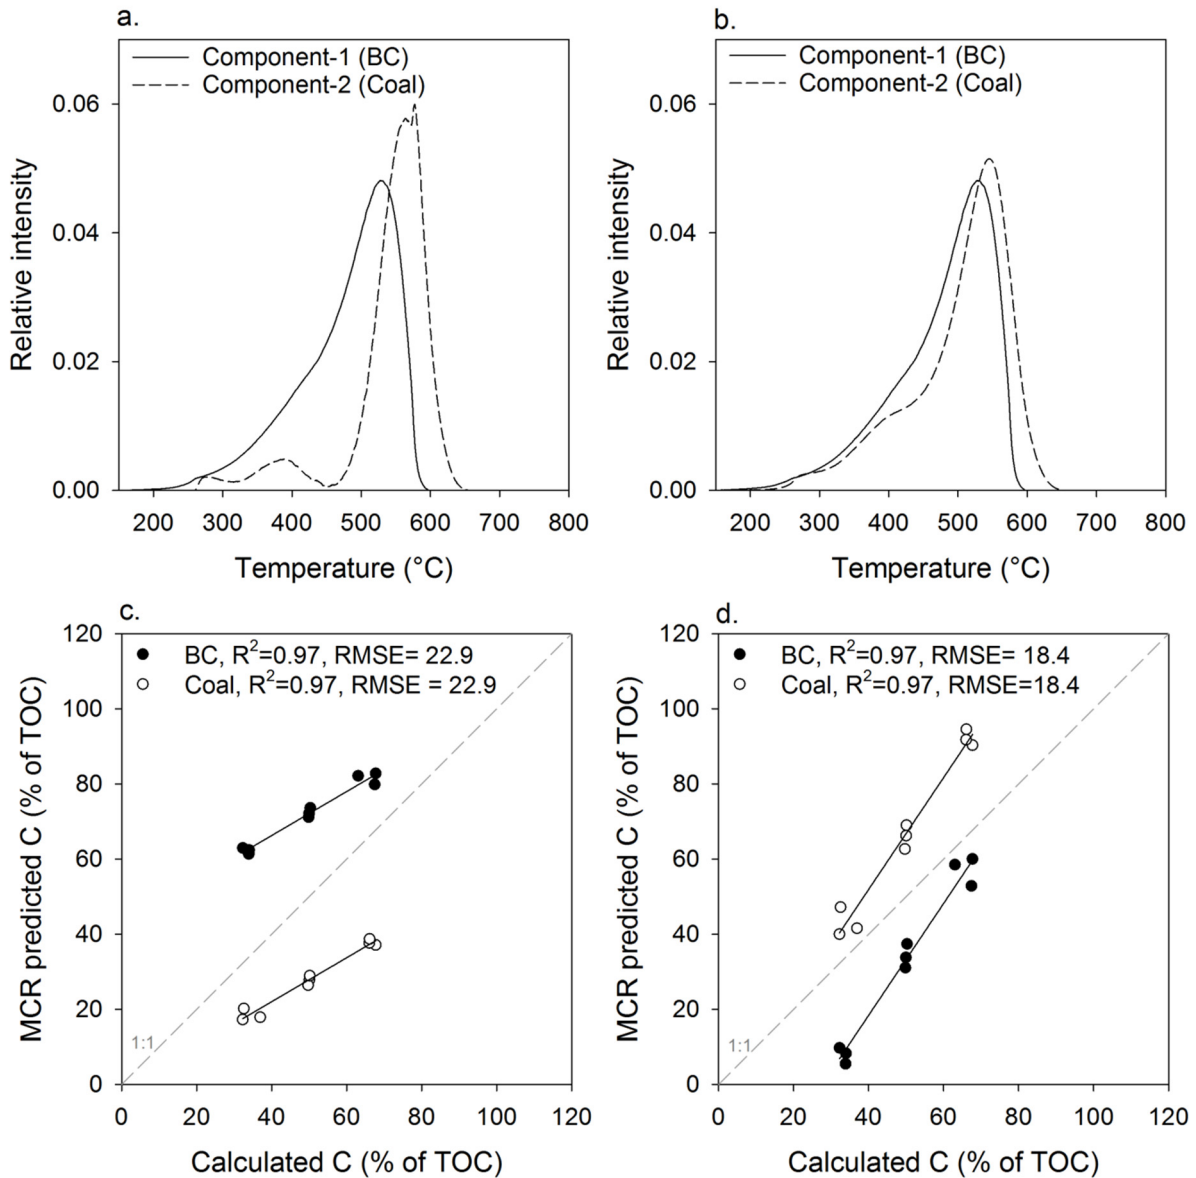 a.
Component-1 (BC)
Component-2 (Coal)
0.06
0.04
0.02
0.00
Relative intensity
200 300 400 500 600 700 800
Temperature (°C)
b.
Component-1 (BC)
Component-2 (Coal)
0.06
0.04
0.02
0.00
Relative intensity
200 300 400 500 600 700 800
Temperature (°C)
c.
BC, R²=0.97, RMSE= 22.9
Coal, R²=0.97, RMSE = 22.9
120
100
80
60
40
20
0
MCR predicted C (% of TOC)
1:1
0 20 40 60 80 100 120
Calculated C (% of TOC)
d.
BC, R²=0.97, RMSE= 18.4
Coal, R²=0.97, RMSE=18.4
120
100
80
60
40
20
0
MCR predicted C (% of TOC)
1:1
0 20 40 60 80 100 120
Calculated C (% of TOC)